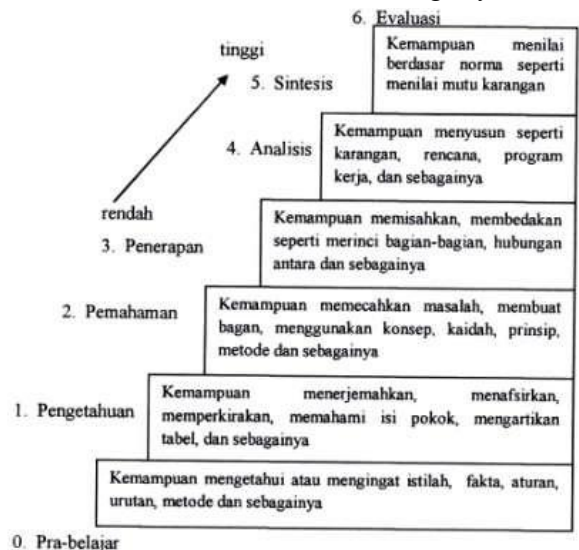 6. Evaluasi
Kemampuan menilai
berdasar norma seperti
menilai mutu karangan
tinggi
5. Sintesis
Kemampuan menyusun seperti
karangan, rencana, program
kerja, dan sebagainya
4. Analisis
rendah
Kemampuan memisahkan, membedakan
seperti merinci bagian-bagian, hubungan
antara dan sebagainya
3. Penerapan
Kemampuan memecahkan masalah, membuat
bagan, menggunakan konsep, kaidah, prinsip,
metode dan sebagainya
2. Pemahaman
Kemampuan menerjemahkan, menafsirkan,
memperkirakan, memahami isi pokok, mengartikan
tabel, dan sebagainya
1. Pengetahuan
Kemampuan mengetahui atau mengingat istilah, fakta, aturan,
urutan, metode dan sebagainya
0. Pra-belajar